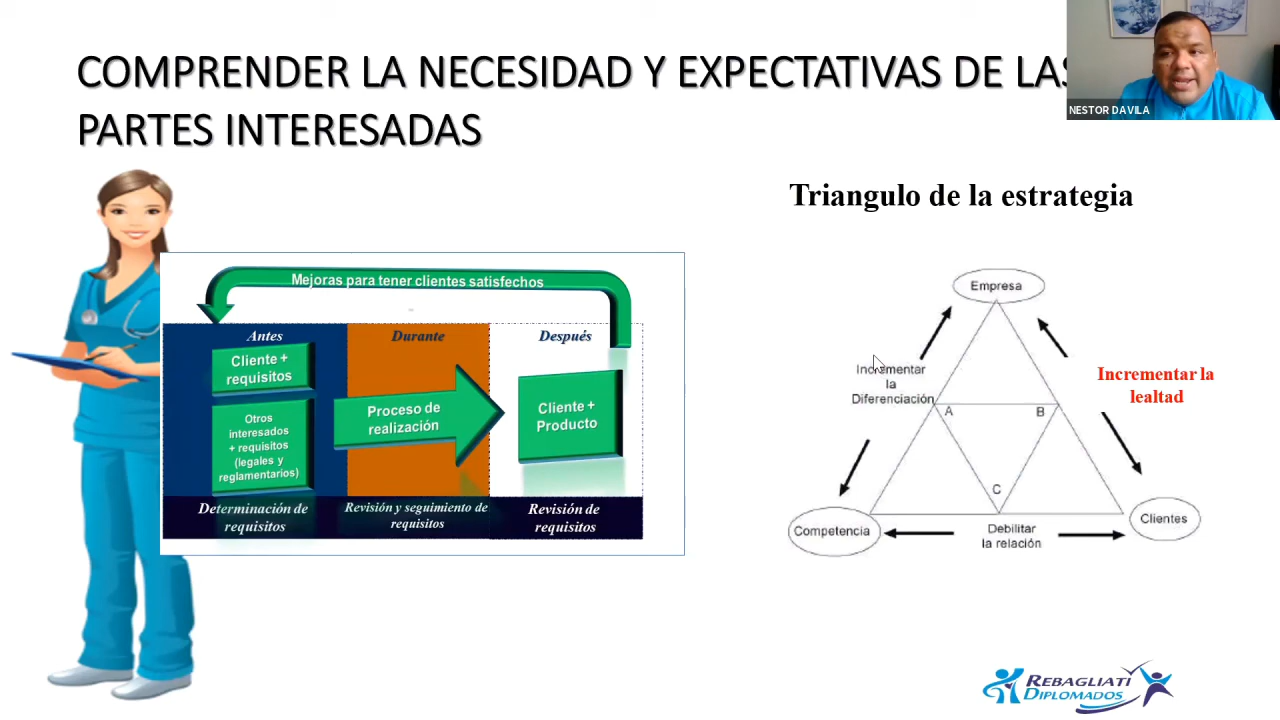 COMPRENDER LA NECESIDAD Y EXPECTATIVAS DE LAS
PARTES INTERESADAS
NESTOR DAVILA
Mejoras para tener clientes satisfechos
Antes
Durante
Después
Cliente +
requisitos
Otros
interesados
+ requisitos
(legales y
reglamentarios)
Proceso de
realización
Cliente +
Producto
Determinación de
requisitos
Revisión y seguimiento de
requisitos
Revisión de
requisitos
Triangulo de la estrategia
Empresa
Incrementar
la
Diferenciación
Incrementar la
lealtad
A
B
C
Competencia
Debilitar
la relación
Clientes
REBAGLIATI
DIPLOMADOS